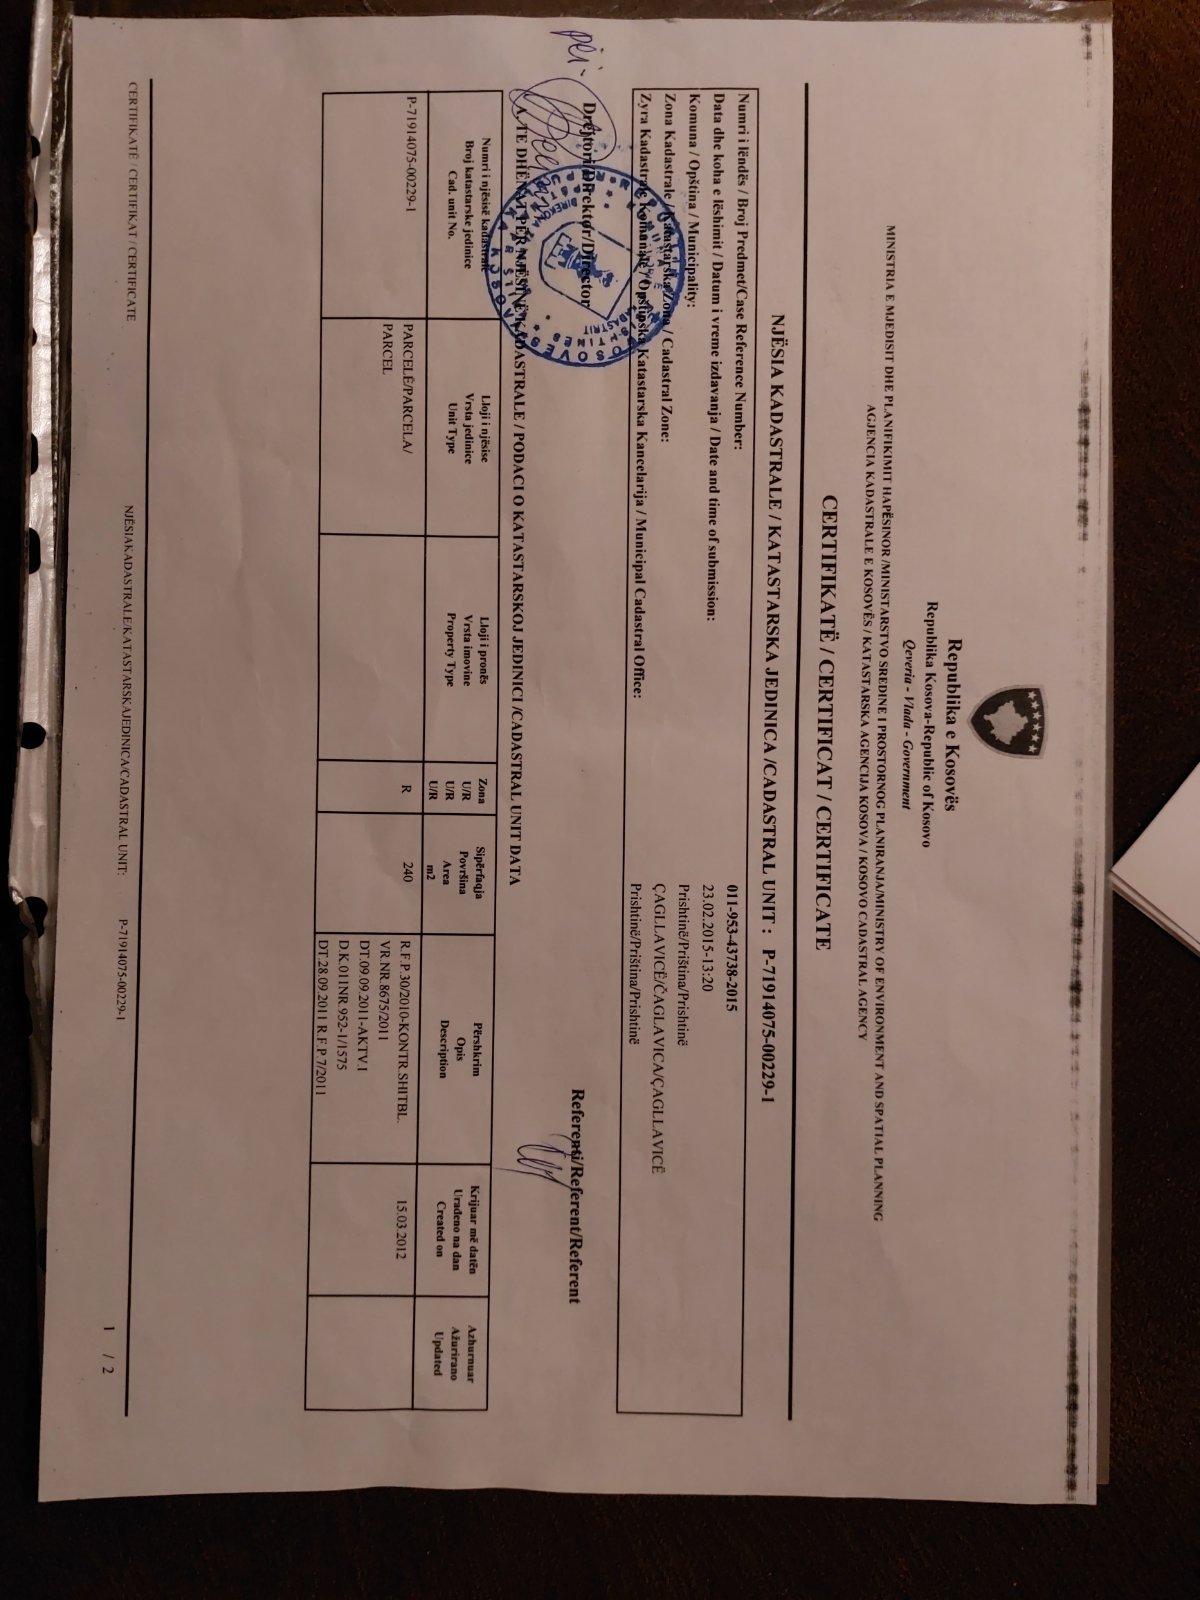 Republika e Kosovës
Republika Kosova-Republic of Kosovo
Qeveria - Vlada - Government
MINISTRIA E MJEDISIT DHE PLANIFIKIMIT HAPËSINOR /MINISTARSTVO SREDINE I PROSTORNOG PLANIRANJA/MINISTRY OF ENVIRONMENT AND SPATIAL PLANNING
AGJENCIA KADASTRALE E KOSOVËS / KATASTARSKA AGENCIJA KOSOVA / KOSOVO CADASTRAL AGENCY
CERTIFIKATË / CERTIFICAT / CERTIFICATE
NJËSIA KADASTRALE / KATASTARSKA JEDINICA /CADASTRAL UNIT : P-71914075-00229-1
Numri i lëndës / Broj Predmet/Case Reference Number: 011-953-43738-2015
Data dhe koha e lëshimit / Datum i vreme izdavanja / Date and time of submission: 23.02.2015-13:20
Komuna / Opština / Municipality: Prishtinë/Priština/Prishtinë
Zona Kadastrale / Katastarska Zona / Cadastral Zone: ÇAGLLAVICË/ČAGLAVICA/ÇAGLLAVICË
Zyra Kadastrale Komunale / Opštinska Katastarska Kancelarija / Municipal Cadastral Office: Prishtinë/Priština/Prishtinë
për-
Drejtori/Direktor/Director
Referenti/Referent/Referent
A. TE DHËNAT PËR NJËSINË KADASTRALE / PODACI O KATASTARSKOJ JEDINICI /CADASTRAL UNIT DATA
Numri i njësisë kadastrale
Broj katastarske jedinice
Cad. unit No.
Lloji i njësise
Vrsta jedinice
Unit Type
Lloji i pronës
Vrsta imovine
Property Type
Zona
U/R
U/R
U/R
Sipërfaqja
Površina
Area
m2
Përshkrim
Opis
Description
Krijuar më datën
Urađeno na dan
Created on
Azhurnuar
Ažurirano
Updated
P-71914075-00229-1
PARCELË/PARCELA/
PARCEL
R
240
R.F.P.30/2010-KONTR.SHITBL.
VR.NR.8675/2011
DT.09.09.2011-AKTV.I
D.K.011NR.952-1/1575
DT.28.09.2011 R.F.P.7/2011
15.03.2012
CERTIFIKATË / CERTIFIKAT / CERTIFICATE
NJËSIAKADASTRALE/KATASTARSKAJEDINICA/CADASTRAL UNIT: P-71914075-00229-1
1 / 2